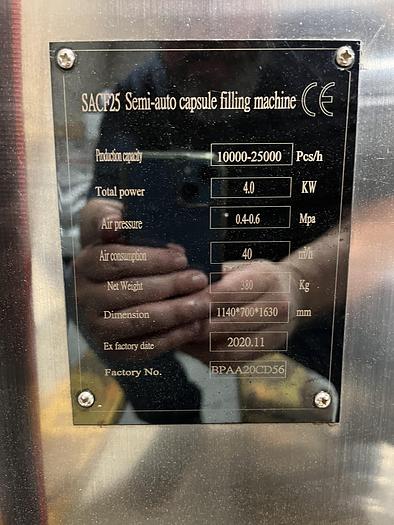 SACF25 Semi-auto capsule filling machine CE
Production capacity 10000-25000 Pcs/h
Total power 4.0 KW
Air pressure 0.4-0.6 Mpa
Air consumption 40 m³/h
Net Weight 380 Kg
Dimension 1140*700*1630 mm
Ex factory date 2020.11
Factory No. BPAA20CD56